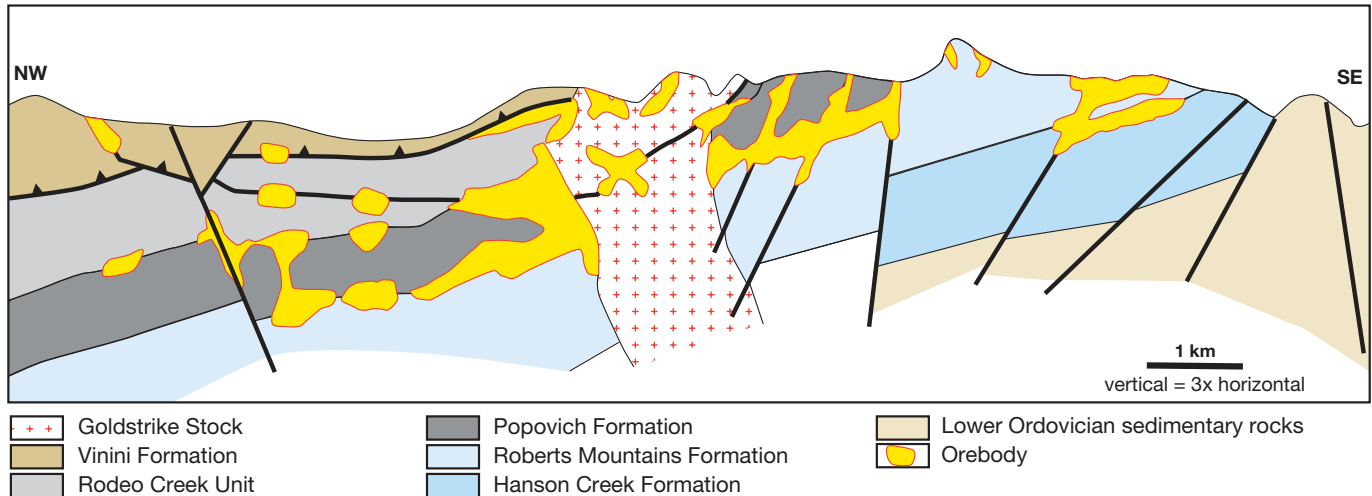 NW
SE
1 km
vertical = 3x horizontal
Goldstrike Stock
Vinini Formation
Rodeo Creek Unit
Popovich Formation
Roberts Mountains Formation
Hanson Creek Formation
Lower Ordovician sedimentary rocks
Orebody